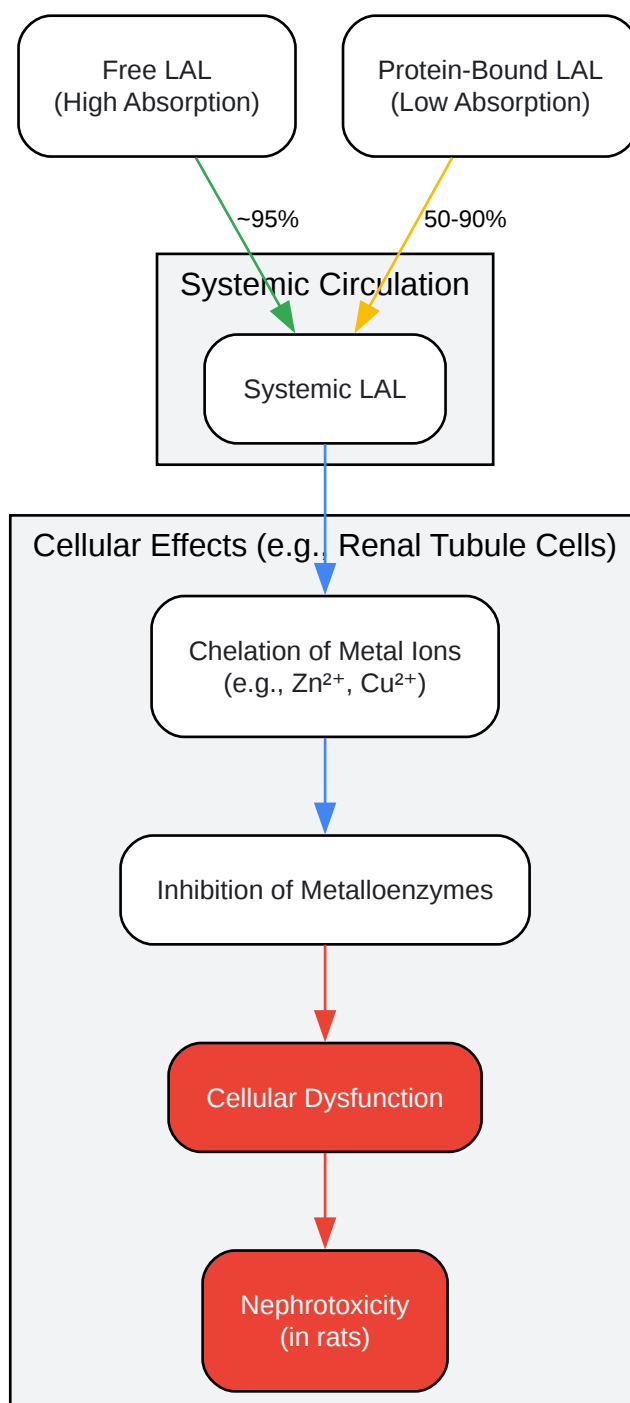 Free LAL
(High Absorption)
Protein-Bound LAL
(Low Absorption)
~95%
50-90%
Systemic Circulation
Systemic LAL
Cellular Effects (e.g., Renal Tubule Cells)
Chelation of Metal Ions
(e.g., Zn²⁺, Cu²⁺)
Inhibition of Metalloenzymes
Cellular Dysfunction
Nephrotoxicity
(in rats)